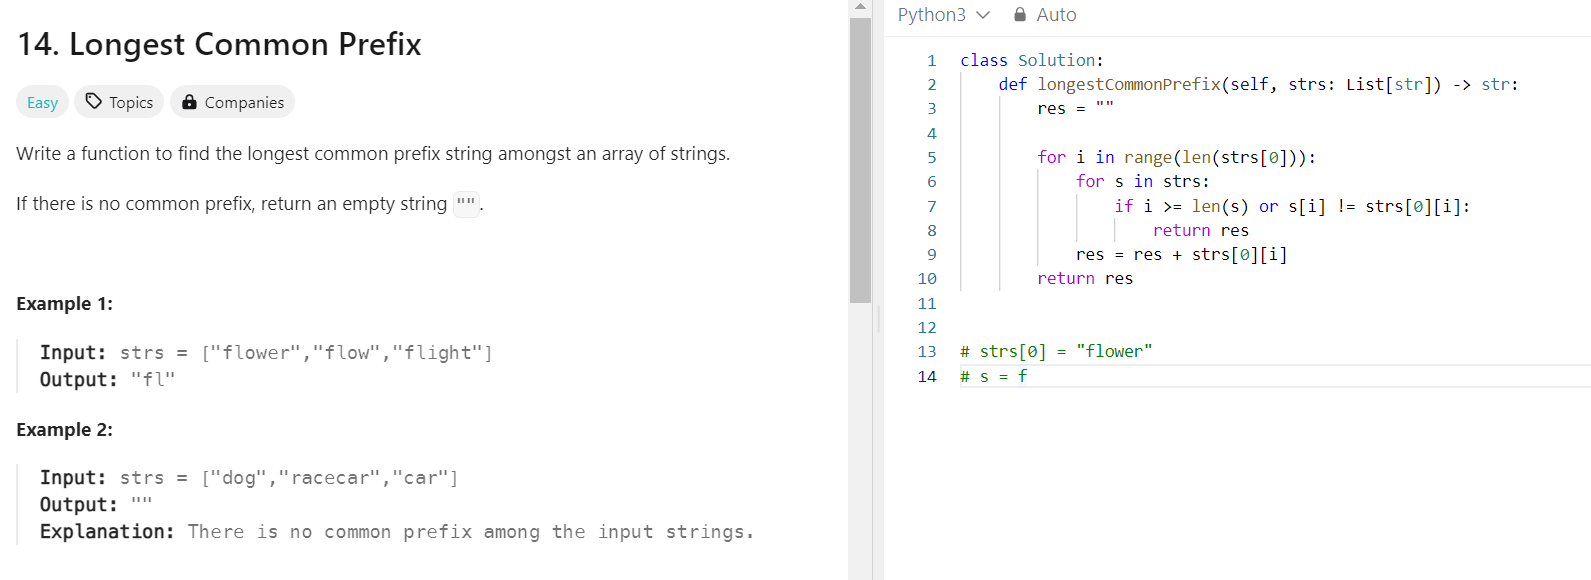 14. Longest Common Prefix
Easy
Topics
Companies
Write a function to find the longest common prefix string amongst an array of strings.
If there is no common prefix, return an empty string "".
Example 1:
Input: strs = ["flower","flow","flight"]
Output: "fl"
Example 2:
Input: strs = ["dog","racecar","car"]
Output: ""
Explanation: There is no common prefix among the input strings.
Python3
Auto
1 class Solution:
2     def longestCommonPrefix(self, strs: List[str]) -> str:
3         res = ""
4
5         for i in range(len(strs[0])):
6             for s in strs:
7                 if i >= len(s) or s[i] != strs[0][i]:
8                     return res
9             res = res + strs[0][i]
10         return res
11
12
13 # strs[0] = "flower"
14 # s = f